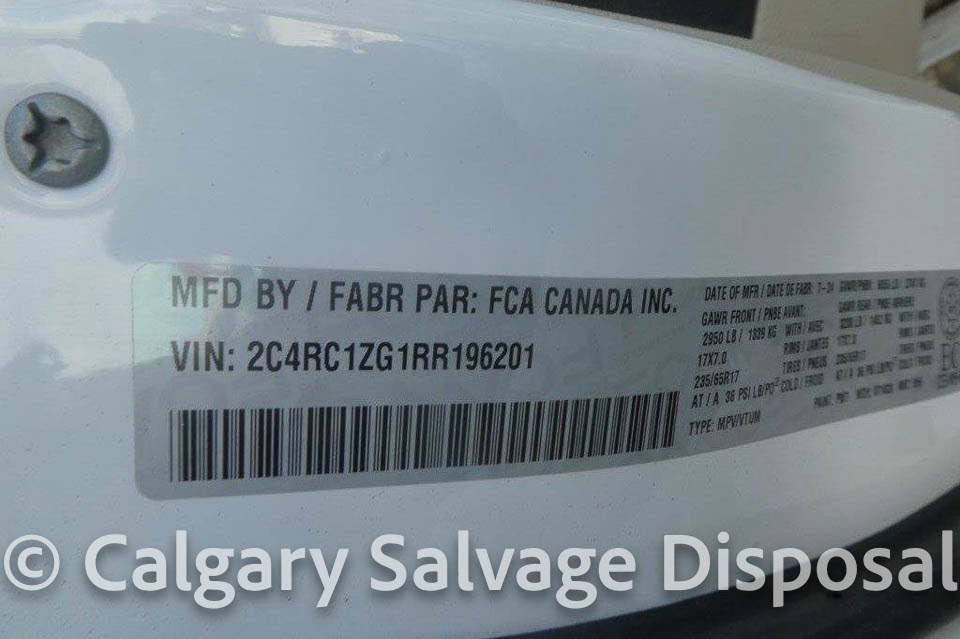 MFD BY / FABR PAR: FCA CANADA INC.
VIN: 2C4RC1ZG1RR196201
DATE OF MFR / DATE DE FABR: 7-24
GAWR FRONT / PNBE AVANT:
2950 LB / 1339 KG WITH / AVEC
17X7.0 RIMS / JANTES
235/65R17 TIRES / PNEUS
AT / A 36 PSI LB/PO² COLD / FROID
TYPE: MPV/VTUM
© Calgary Salvage Disposal